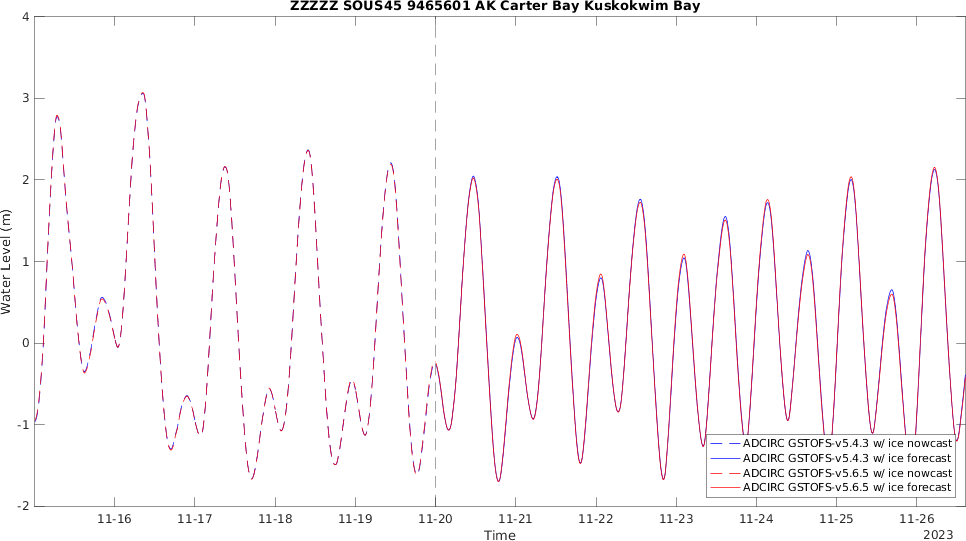 ZZZZZ SOUS45 9465601 AK Carter Bay Kuskokwim Bay
4
3
2
1
0
-1
-2
Water Level (m)
11-16 11-17 11-18 11-19 11-20 11-21 11-22 11-23 11-24 11-25 11-26
Time
2023
ADCIRC GSTOFS-v5.4.3 w/ ice nowcast
ADCIRC GSTOFS-v5.4.3 w/ ice forecast
ADCIRC GSTOFS-v5.6.5 w/ ice nowcast
ADCIRC GSTOFS-v5.6.5 w/ ice forecast